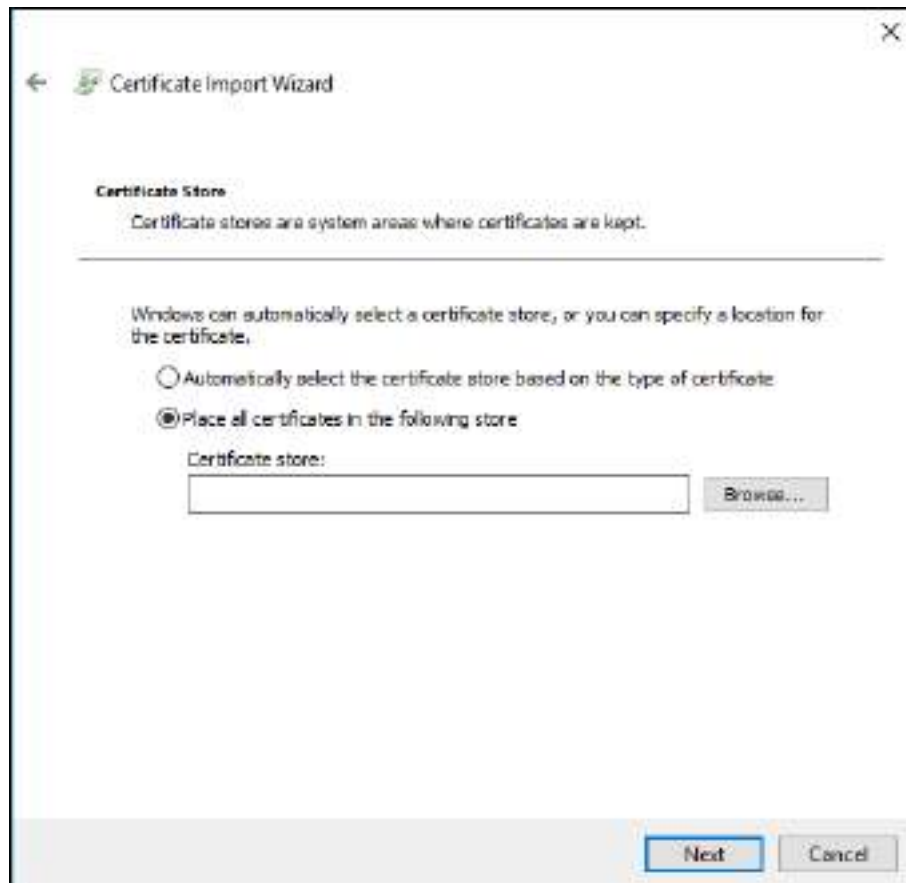 Certificate Import Wizard
Certificate Store
Certificate stores are system areas where certificates are kept.
Windows can automatically select a certificate store, or you can specify a location for
the certificate.
Automatically select the certificate store based on the type of certificate
Place all certificates in the following store
Certificate store:
Browse...
Next
Cancel